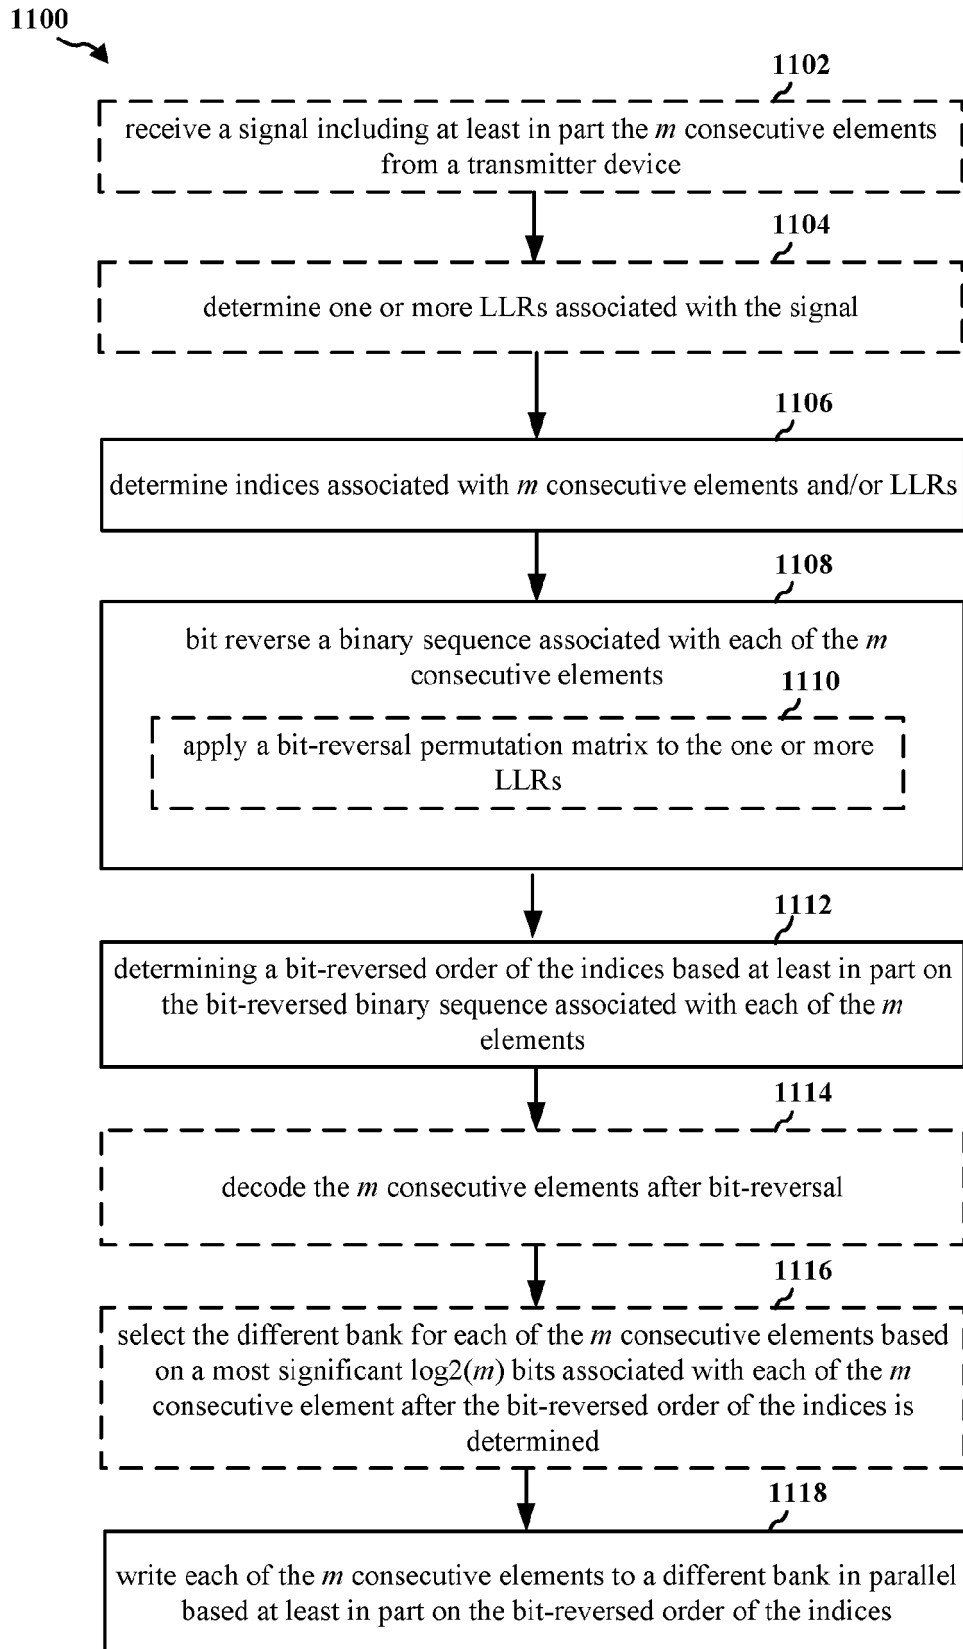 1100
1102
receive a signal including at least in part the m consecutive elements
from a transmitter device
1104
determine one or more LLRs associated with the signal
1106
determine indices associated with m consecutive elements and/or LLRs
1108
bit reverse a binary sequence associated with each of the m
consecutive elements
1110
apply a bit-reversal permutation matrix to the one or more
LLRs
1112
determining a bit-reversed order of the indices based at least in part on
the bit-reversed binary sequence associated with each of the m
elements
1114
decode the m consecutive elements after bit-reversal
1116
select the different bank for each of the m consecutive elements based
on a most significant log2(m) bits associated with each of the m
consecutive element after the bit-reversed order of the indices is
determined
1118
write each of the m consecutive elements to a different bank in parallel
based at least in part on the bit-reversed order of the indices